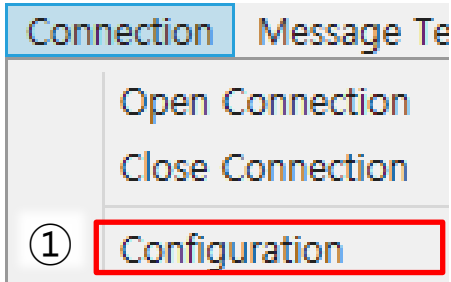 Connection Message Te
Open Connection
Close Connection
① Configuration